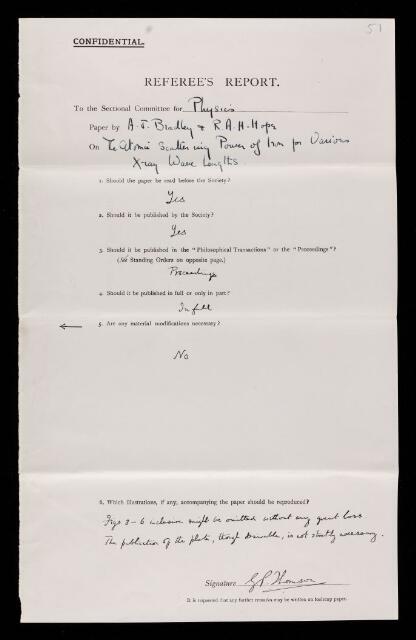 51
CONFIDENTIAL.
REFEREE'S REPORT.
To the Sectional Committee for Physics
Paper by A. J. Bradley & R. A. H. Hope
On The Atomic Scattering Power of Iron for Various
X-ray Wave Lengths.
1. Should the paper be read before the Society?
Yes
2. Should it be published by the Society?
Yes
3. Should it be published in the "Philosophical Transactions" or the "Proceedings"?
(See Standing Orders on opposite page.)
Proceedings
4. Should it be published in full or only in part?
In full
5. Are any material modifications necessary?
No
6. Which illustrations, if any, accompanying the paper should be reproduced?
Figs 3-6 inclusive might be omitted without any great loss
The publication of the plate, though desirable, is not strictly necessary.
Signature G.P. Thomson
It is requested that any further remarks may be written on foolscap paper.